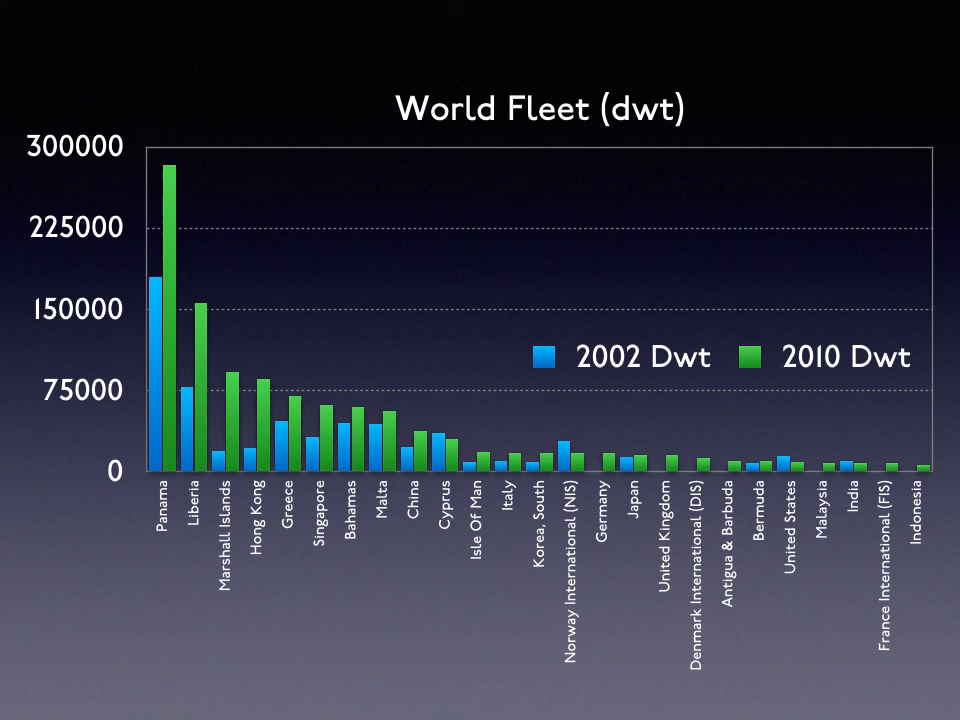 World Fleet (dwt)
300000
225000
150000
75000
0
2002 Dwt
2010 Dwt
Panama
Liberia
Marshall Islands
Hong Kong
Greece
Singapore
Bahamas
Malta
China
Cyprus
Isle Of Man
Italy
Korea, South
Norway International (NIS)
Germany
Japan
United Kingdom
Denmark International (DIS)
Antigua & Barbuda
Bermuda
United States
Malaysia
India
France International (FIS)
Indonesia